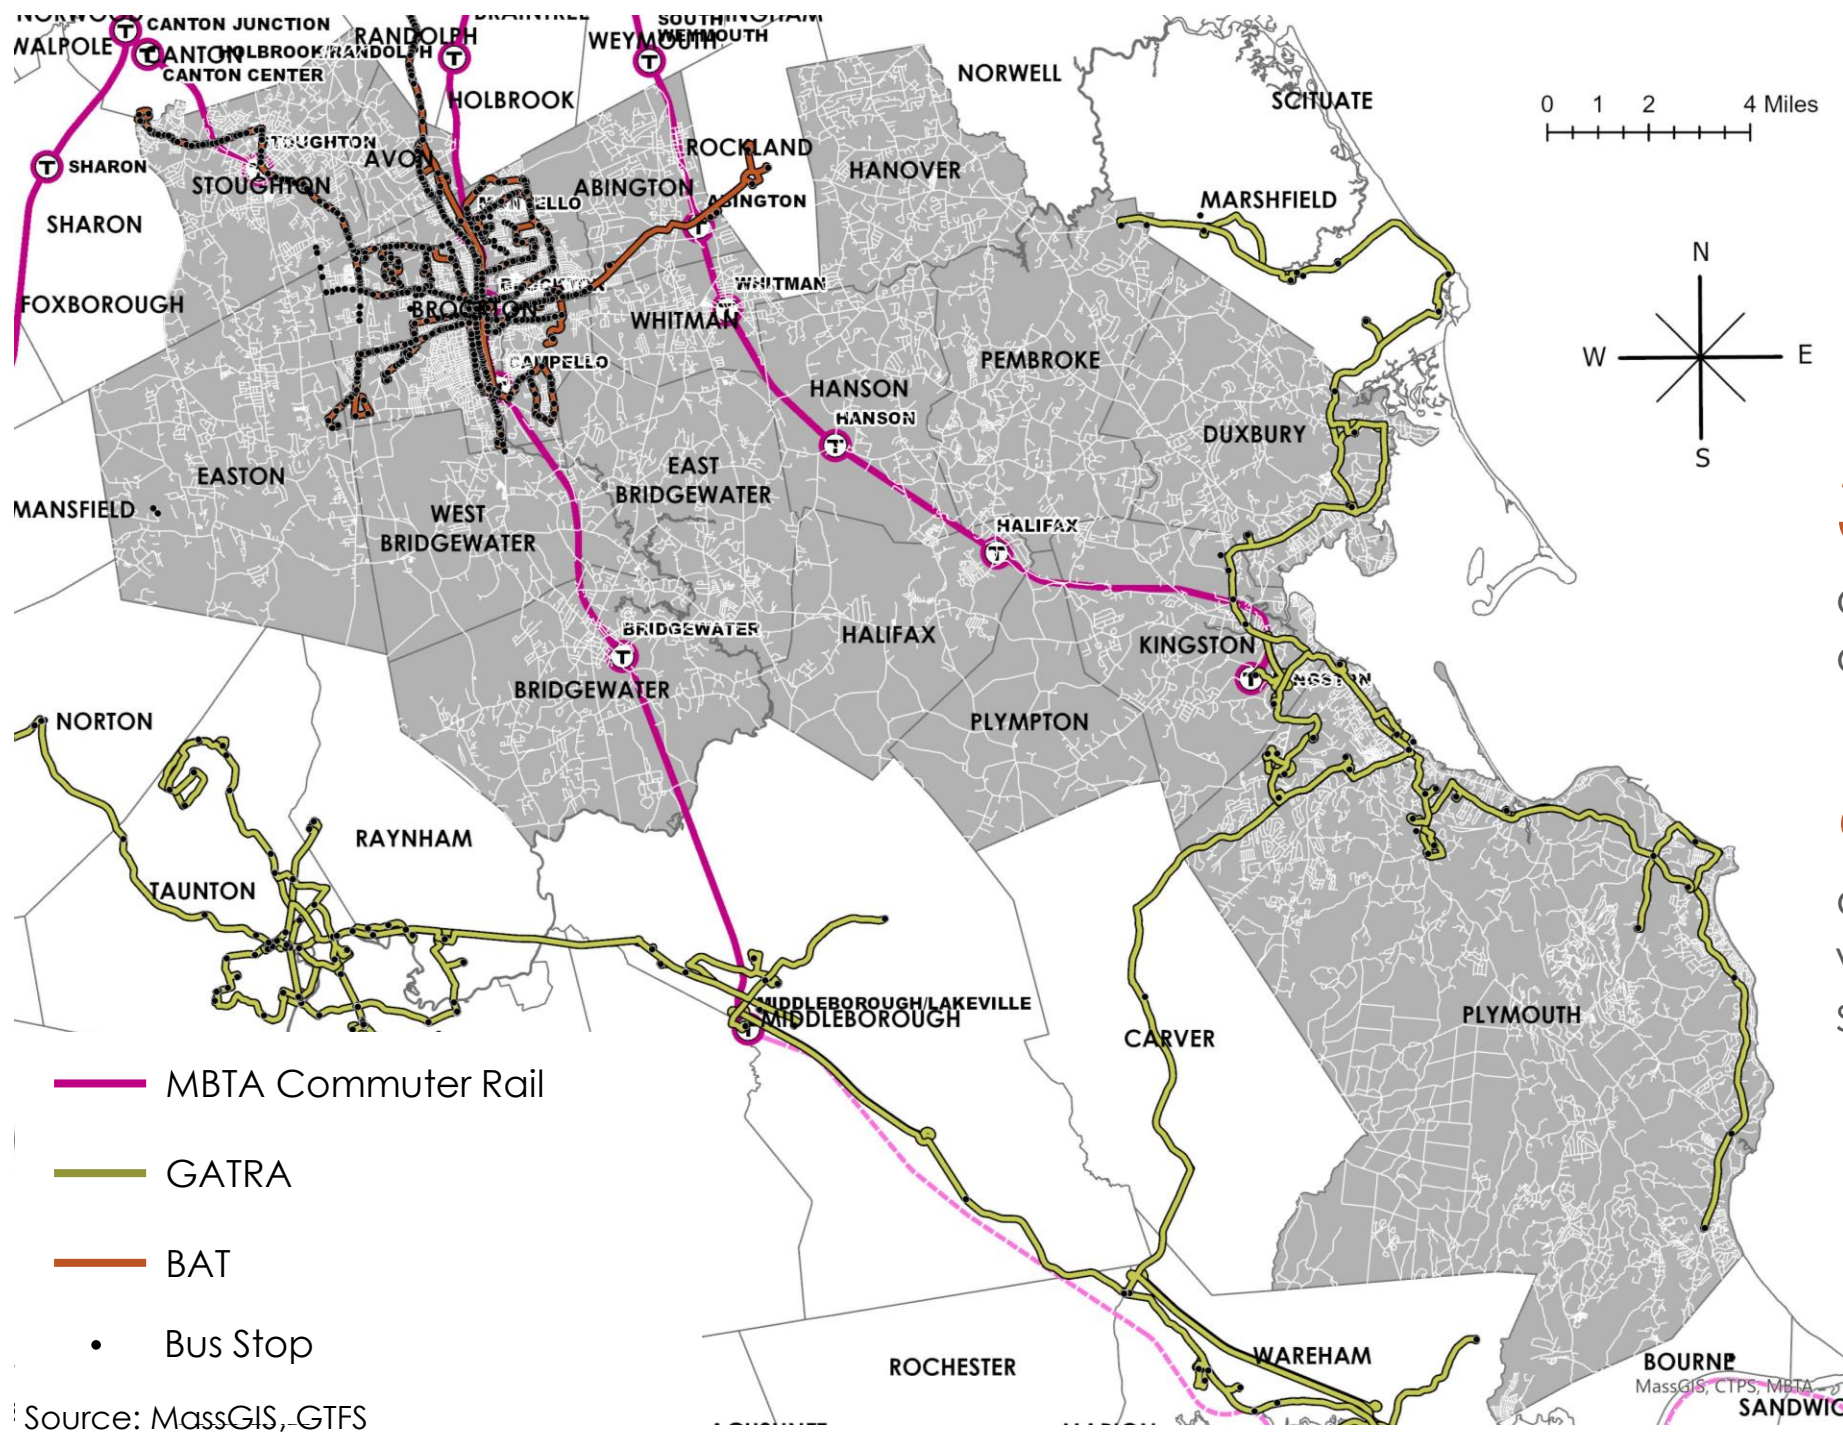 CANTON JUNCTION
WALPOLE
CANTON
HOLBROOK/RANDOLPH
RANDOLPH
CANTON CENTER
WEYMOUTH
SOUTH
WEYMOUTH
NORWELL
SCITUATE
0 1 2 4 Miles
HOLBROOK
SHARON
STOUGHTON
AVON
ROCKLAND
HANOVER
STOUGHTON
ABINGTON
ABINGTON
MARSHFIELD
SHARON
N
WHITMAN
FOXBOROUGH
BROCKTON
WHITMAN
W E
CAMPELLO
PEMBROKE
HANSON
HANSON
DUXBURY
S
EASTON
EAST
BRIDGEWATER
MANSFIELD
WEST
BRIDGEWATER
HALIFAX
BRIDGEWATER
HALIFAX
KINGSTON
BRIDGEWATER
NORTON
PLYMPTON
RAYNHAM
TAUNTON
MIDDLEBOROUGH/LAKEVILLE
MIDDLEBOROUGH
PLYMOUTH
CARVER
MBTA Commuter Rail
GATRA
BAT
Bus Stop
ROCHESTER
WAREHAM
BOURNE
MassGIS, CTPS, MBTA
Source: MassGIS, GTFS